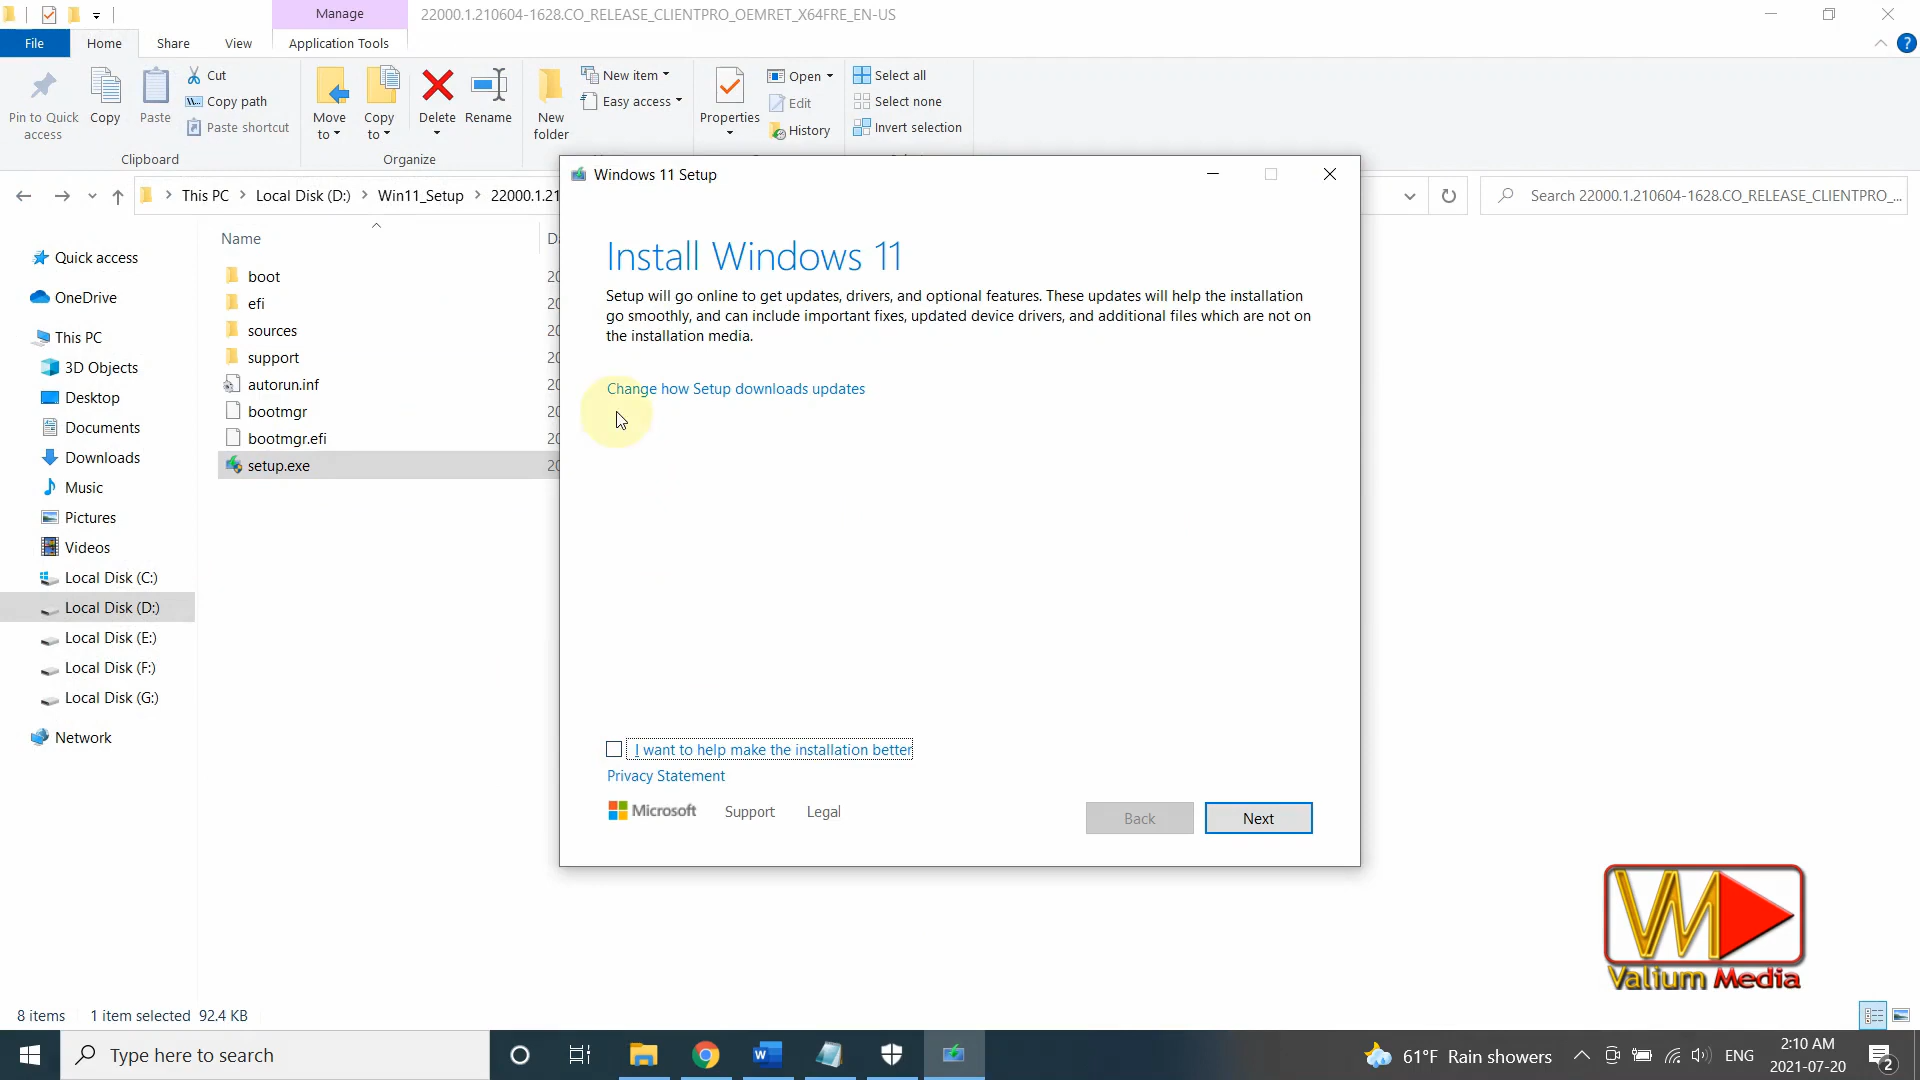 Manage
22000.1.210604-1628.CO_RELEASE_CLIENTPRO_OEMRET_X64FRE_EN-US
File
Home
Share
View
Application Tools
Pin to Quick
access
Copy
Paste
Cut
Copy path
Paste shortcut
Clipboard
Move
to
Copy
to
Delete
Rename
Organize
New
folder
New item
Easy access
Properties
Open
Edit
History
Select all
Select none
Invert selection
This PC
Local Disk (D:)
Win11_Setup
22000.1.21
Search 22000.1.210604-1628.CO_RELEASE_CLIENTPRO_...
Name
boot
efi
sources
support
autorun.inf
bootmgr
bootmgr.efi
setup.exe
Quick access
OneDrive
This PC
3D Objects
Desktop
Documents
Downloads
Music
Pictures
Videos
Local Disk (C:)
Local Disk (D:)
Local Disk (E:)
Local Disk (F:)
Local Disk (G:)
Network
Windows 11 Setup
Install Windows 11
Setup will go online to get updates, drivers, and optional features. These updates will help the installation
go smoothly, and can include important fixes, updated device drivers, and additional files which are not on
the installation media.
Change how Setup downloads updates
I want to help make the installation better
Privacy Statement
Microsoft
Support
Legal
Back
Next
VM
Valium Media
8 items
1 item selected 92.4 KB
Type here to search
61°F Rain showers
ENG
2:10 AM
2021-07-20
2